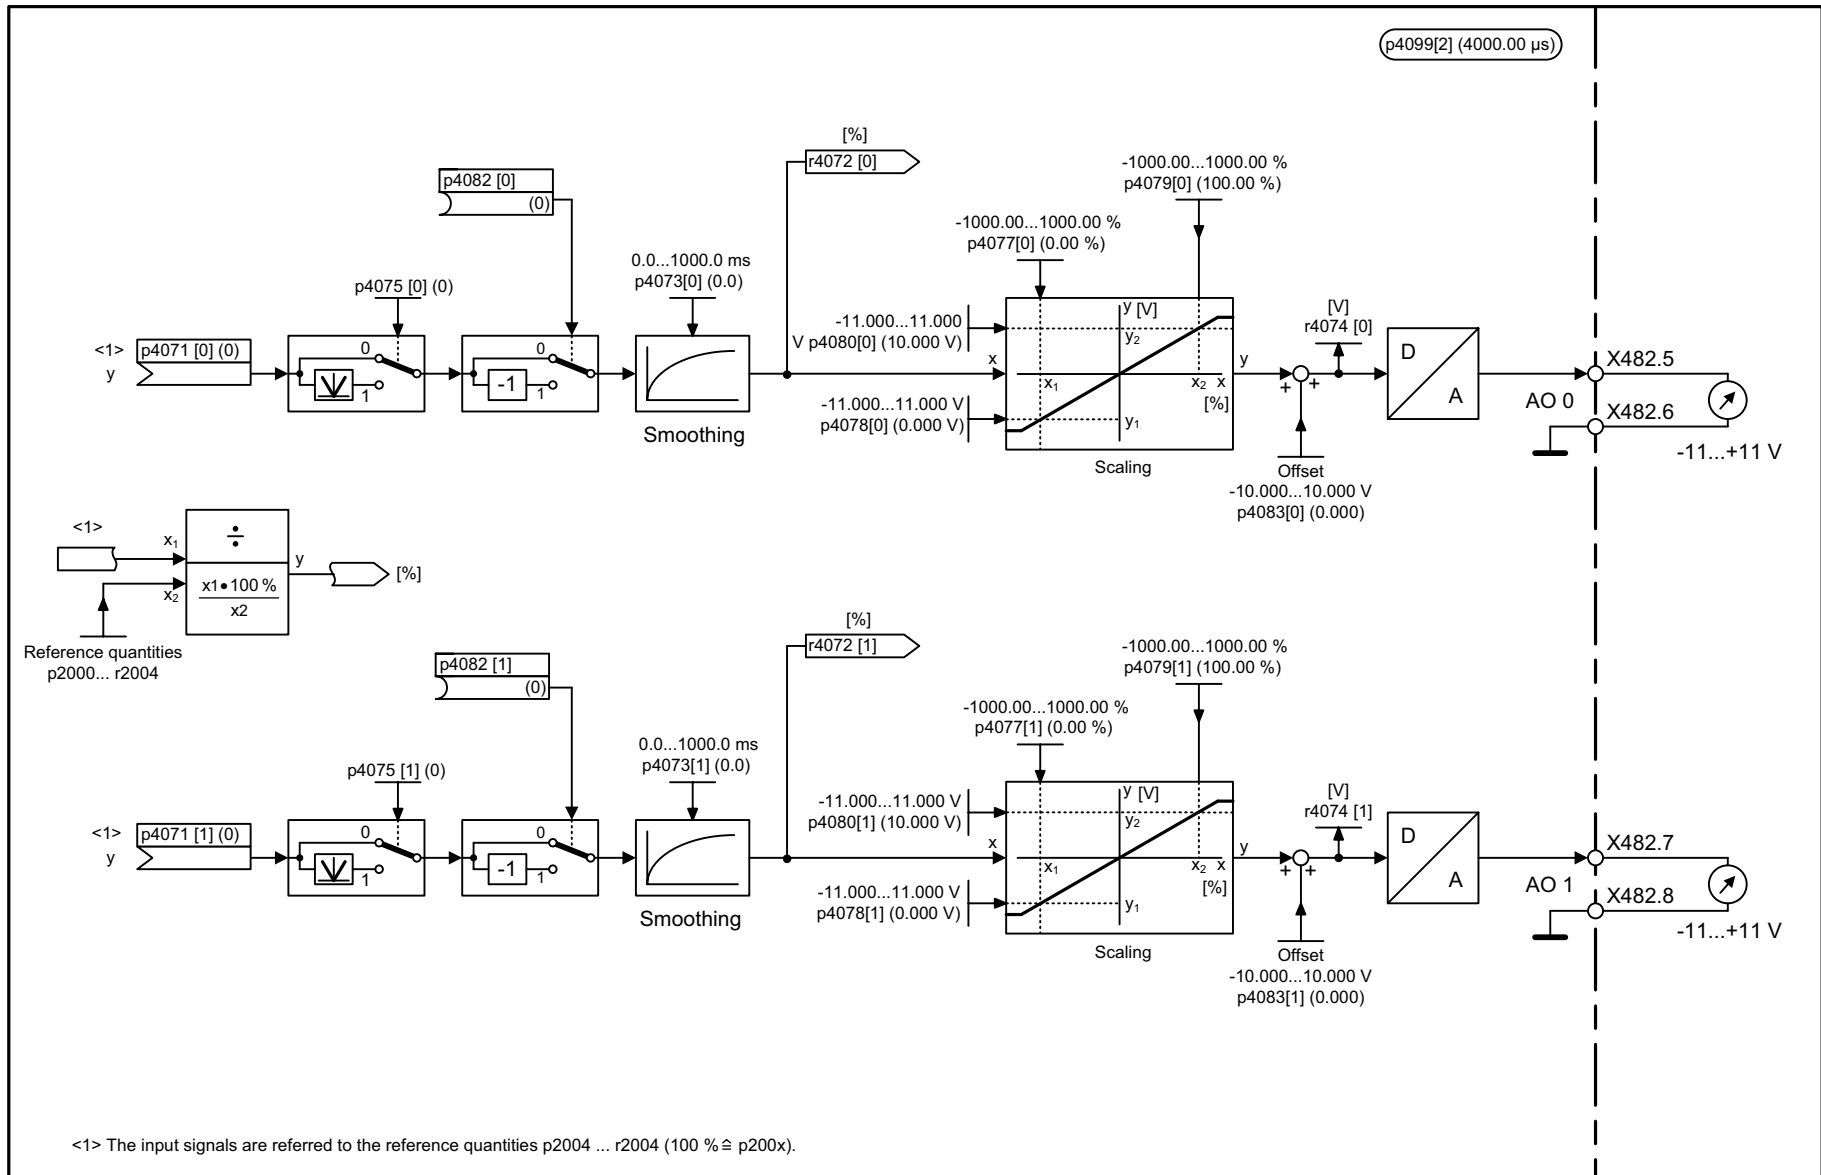 p4099[2] (4000.00 µs)
[%]
r4072 [0]
-1000.00...1000.00 %
p4079[0] (100.00 %)
p4082 [0]
(0)
-1000.00...1000.00 %
p4077[0] (0.00 %)
0.0...1000.0 ms
p4073[0] (0.0)
p4075 [0] (0)
-11.000...11.000
V p4080[0] (10.000 V)
y [V]
y2
[V]
r4074 [0]
<1>
y
p4071 [0] (0)
0
1
0
-1
1
Smoothing
x
x1
x2
x
[%]
y
-11.000...11.000 V
p4078[0] (0.000 V)
y1
Scaling
+
+
Offset
-10.000...10.000 V
p4083[0] (0.000)
D
A
AO 0
X482.5
X482.6
-11...+11 V
<1>
x1
x2
÷
x1•100 %
x2
y
[%]
Reference quantities
p2000... r2004
[%]
r4072 [1]
-1000.00...1000.00 %
p4079[1] (100.00 %)
p4082 [1]
(0)
-1000.00...1000.00 %
p4077[1] (0.00 %)
0.0...1000.0 ms
p4073[1] (0.0)
p4075 [1] (0)
-11.000...11.000 V
p4080[1] (10.000 V)
y [V]
y2
[V]
r4074 [1]
<1>
y
p4071 [1] (0)
0
1
0
-1
1
Smoothing
x
x1
x2
x
[%]
y
-11.000...11.000 V
p4078[1] (0.000 V)
y1
Scaling
+
+
Offset
-10.000...10.000 V
p4083[1] (0.000)
D
A
AO 1
X482.7
X482.8
-11...+11 V
<1> The input signals are referred to the reference quantities p2004 ... r2004 (100 % ≙ p200x).